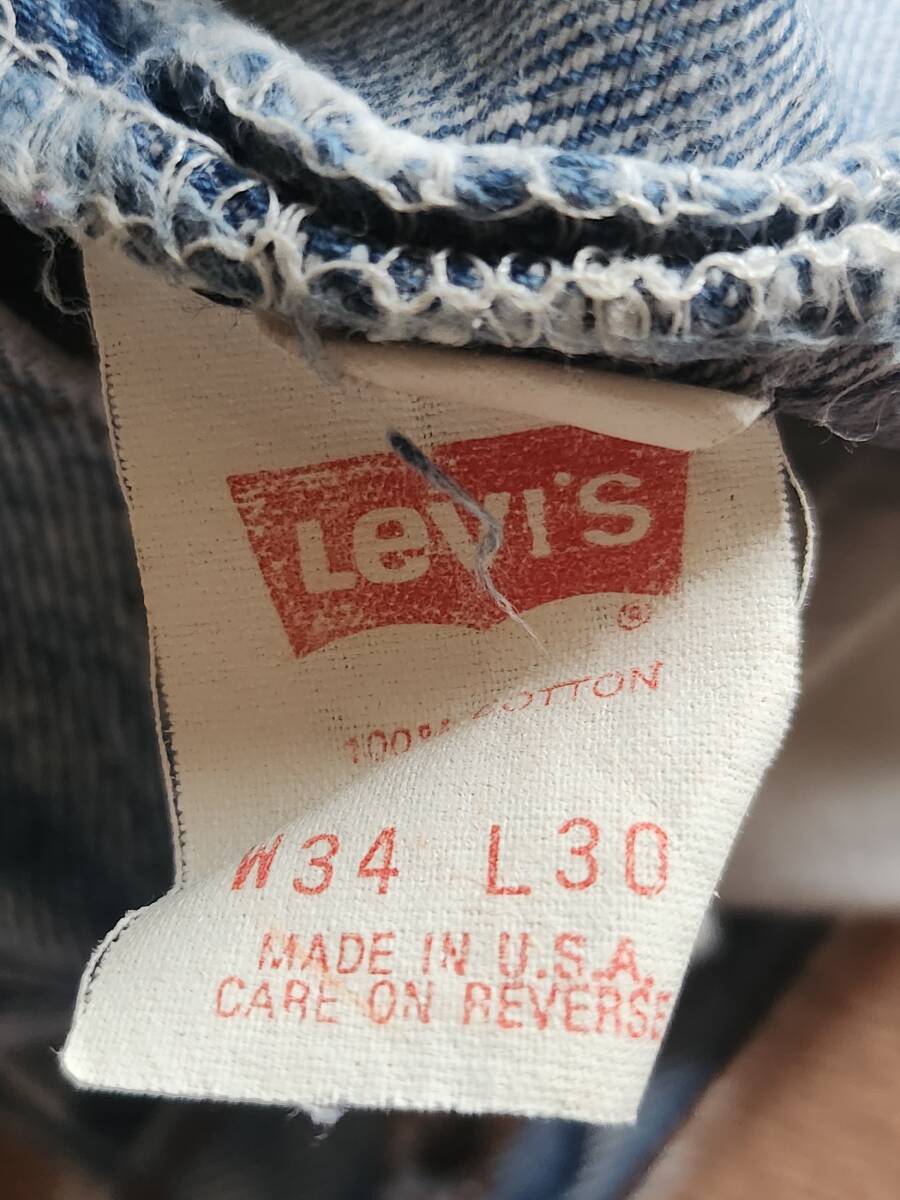 Levi's
®
100% COTTON
W34 L30
MADE IN U.S.A.
CARE ON REVERSE